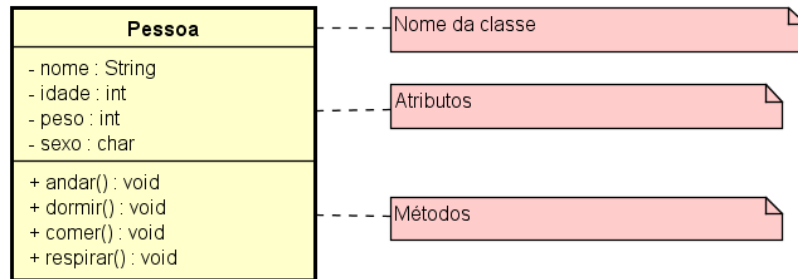 Pessoa
- nome : String
- idade : int
- peso : int
- sexo : char
+ andar() : void
+ dormir() : void
+ comer() : void
+ respirar() : void
Nome da classe
Atributos
Métodos